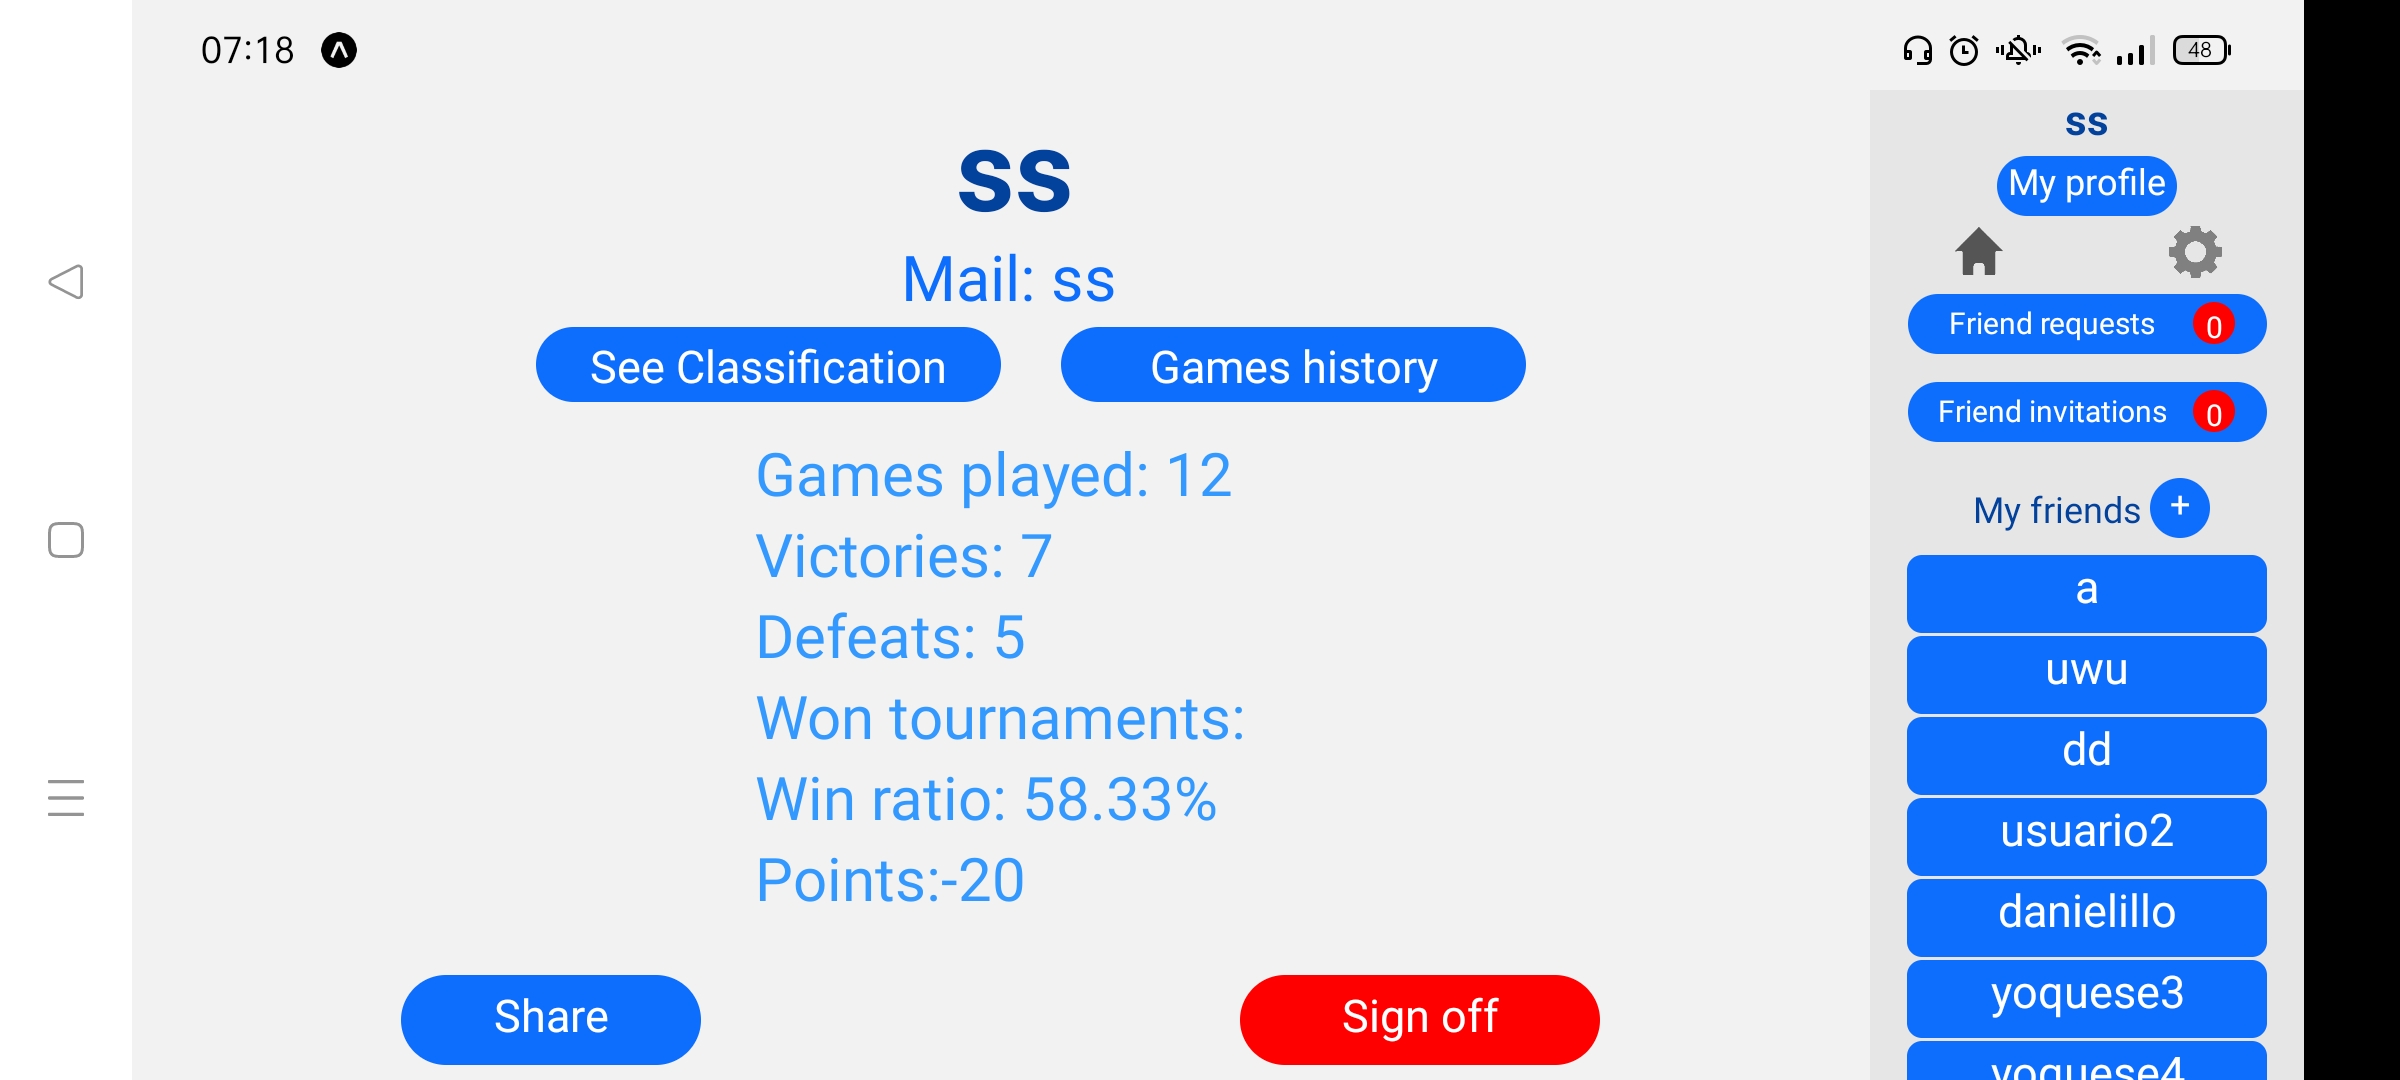 07:18
48
ss
Mail: ss
See Classification
Games history
Games played: 12
Victories: 7
Defeats: 5
Won tournaments:
Win ratio: 58.33%
Points:-20
Share
Sign off
ss
My profile
Friend requests 0
Friend invitations 0
My friends +
a
uwu
dd
usuario2
danielillo
yoquese3
yoquese4